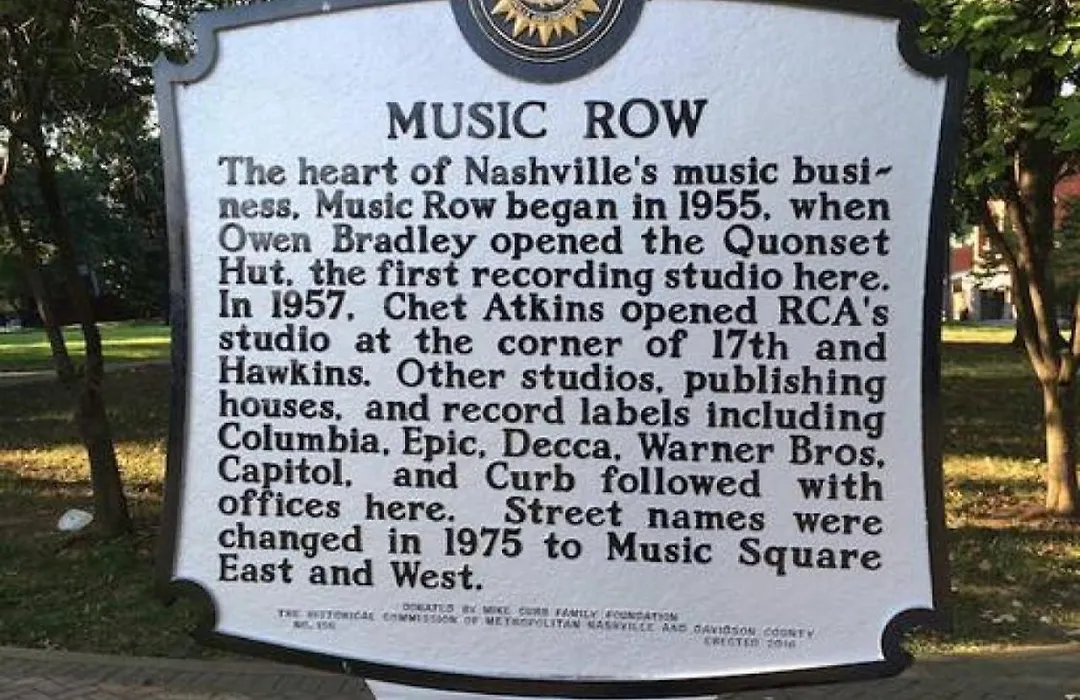 MUSIC ROW
The heart of Nashville's music busi-
ness, Music Row began in 1955, when
Owen Bradley opened the Quonset
Hut, the first recording studio here.
In 1957, Chet Atkins opened RCA's
studio at the corner of 17th and
Hawkins. Other studios, publishing
houses, and record labels including
Columbia, Epic, Decca, Warner Bros,
Capitol, and Curb followed with
offices here. Street names were
changed in 1975 to Music Square
East and West.
DONATED BY MIKE CURB FAMILY FOUNDATION
THE HISTORICAL COMMISSION OF METROPOLITAN NASHVILLE AND DAVIDSON COUNTY
NO. ERECTED 2016